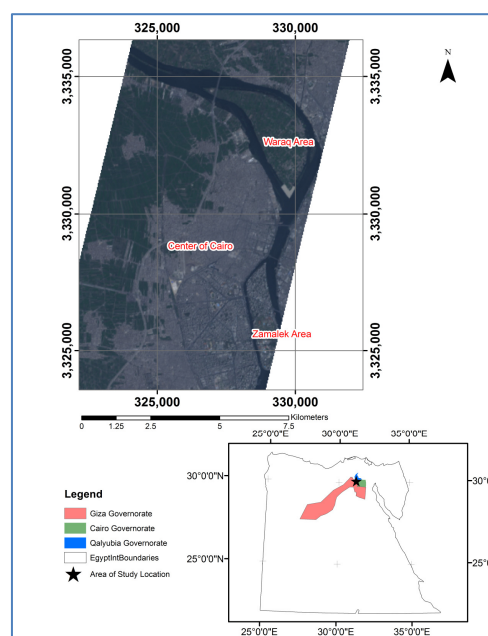 325,000 330,000
N
3,335,000 3,335,000
Waraq Area
3,330,000 3,330,000
Center of Cairo
Zamalek Area
3,325,000 3,325,000
325,000 330,000
Kilometers
0 1.25 2.5 5 7.5
25°0'0"E 30°0'0"E 35°0'0"E
30°0'0"N 30°0'
Legend
Giza Governorate
Cairo Governorate
Qalyubia Governorate
EgyptIntBoundaries
Area of Study Location
25°0'0"N 25°0'
25°0'0"E 30°0'0"E 35°0'0"E